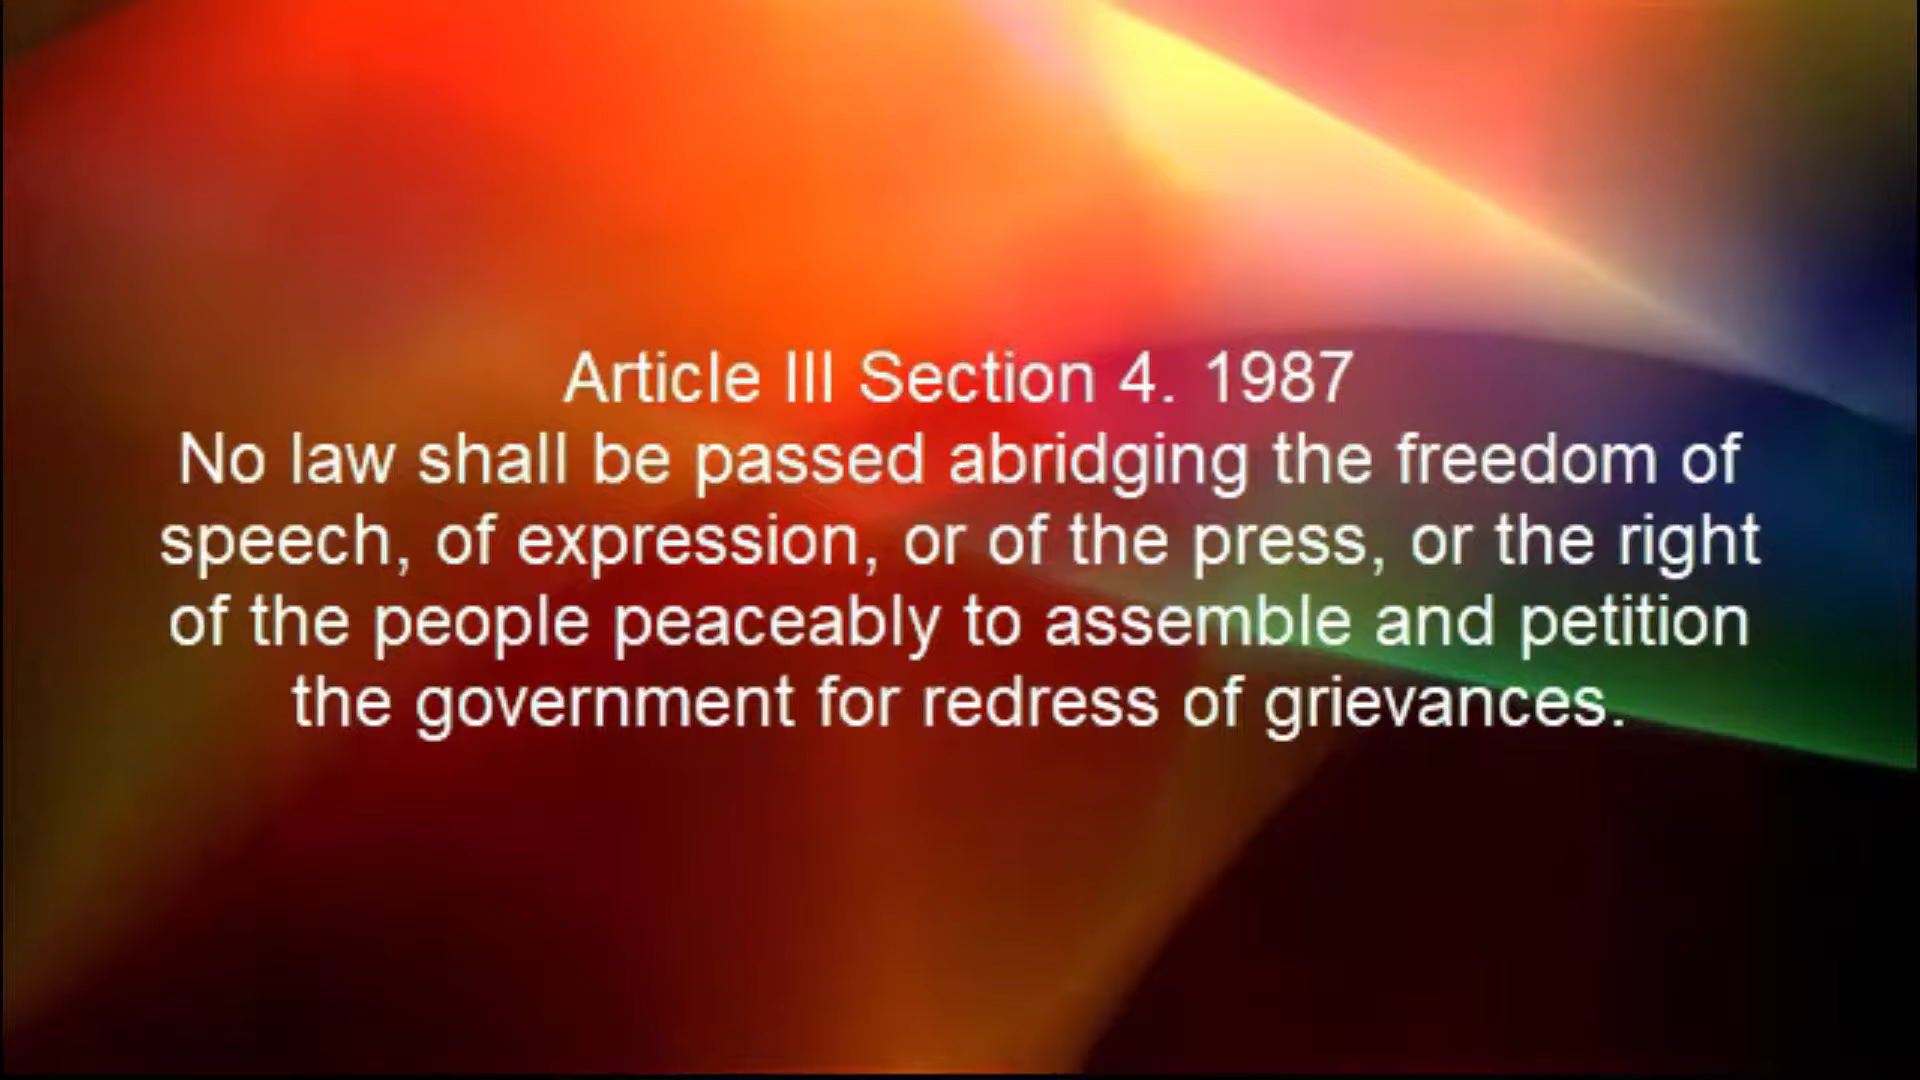 Article III Section 4. 1987
No law shall be passed abridging the freedom of
speech, of expression, or of the press, or the right
of the people peaceably to assemble and petition
the government for redress of grievances.